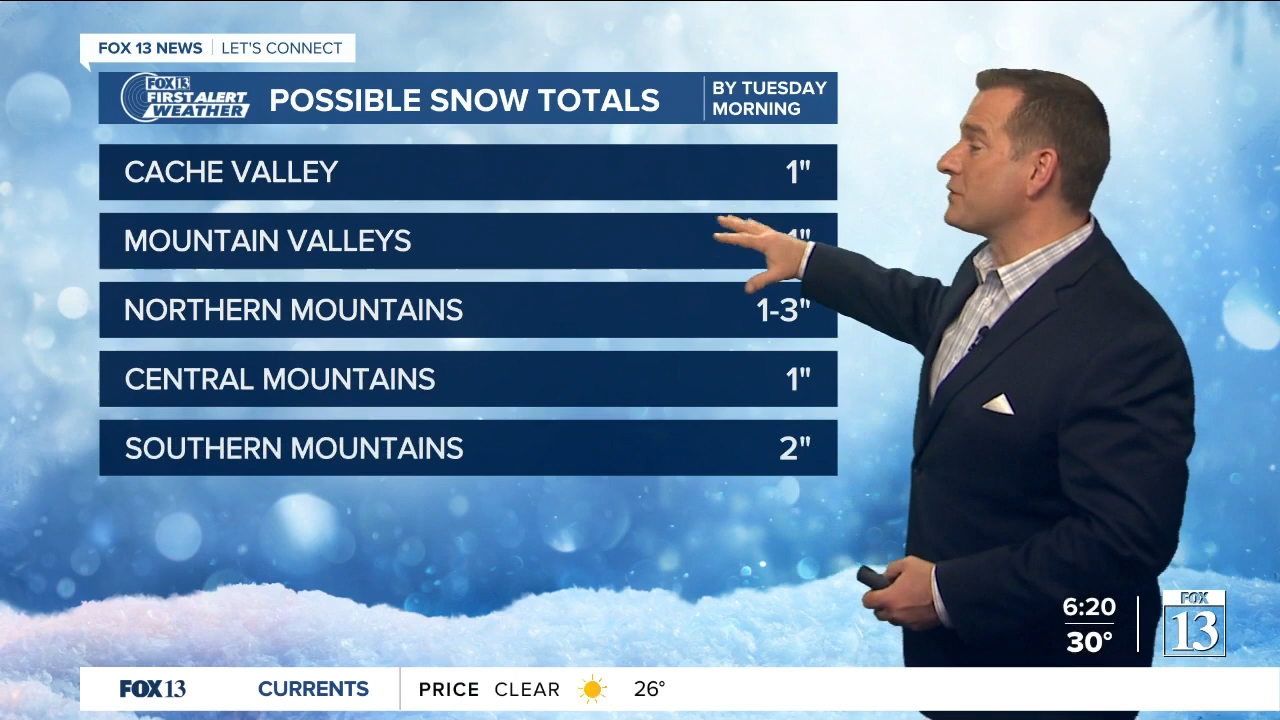 FOX 13 NEWS LET'S CONNECT
FOX 13
FIRST ALERT
WEATHER
POSSIBLE SNOW TOTALS
BY TUESDAY
MORNING
CACHE VALLEY 1"
MOUNTAIN VALLEYS 1"
NORTHERN MOUNTAINS 1-3"
CENTRAL MOUNTAINS 1"
SOUTHERN MOUNTAINS 2"
6:20
30°
FOX
13
FOX 13 CURRENTS PRICE CLEAR 26°